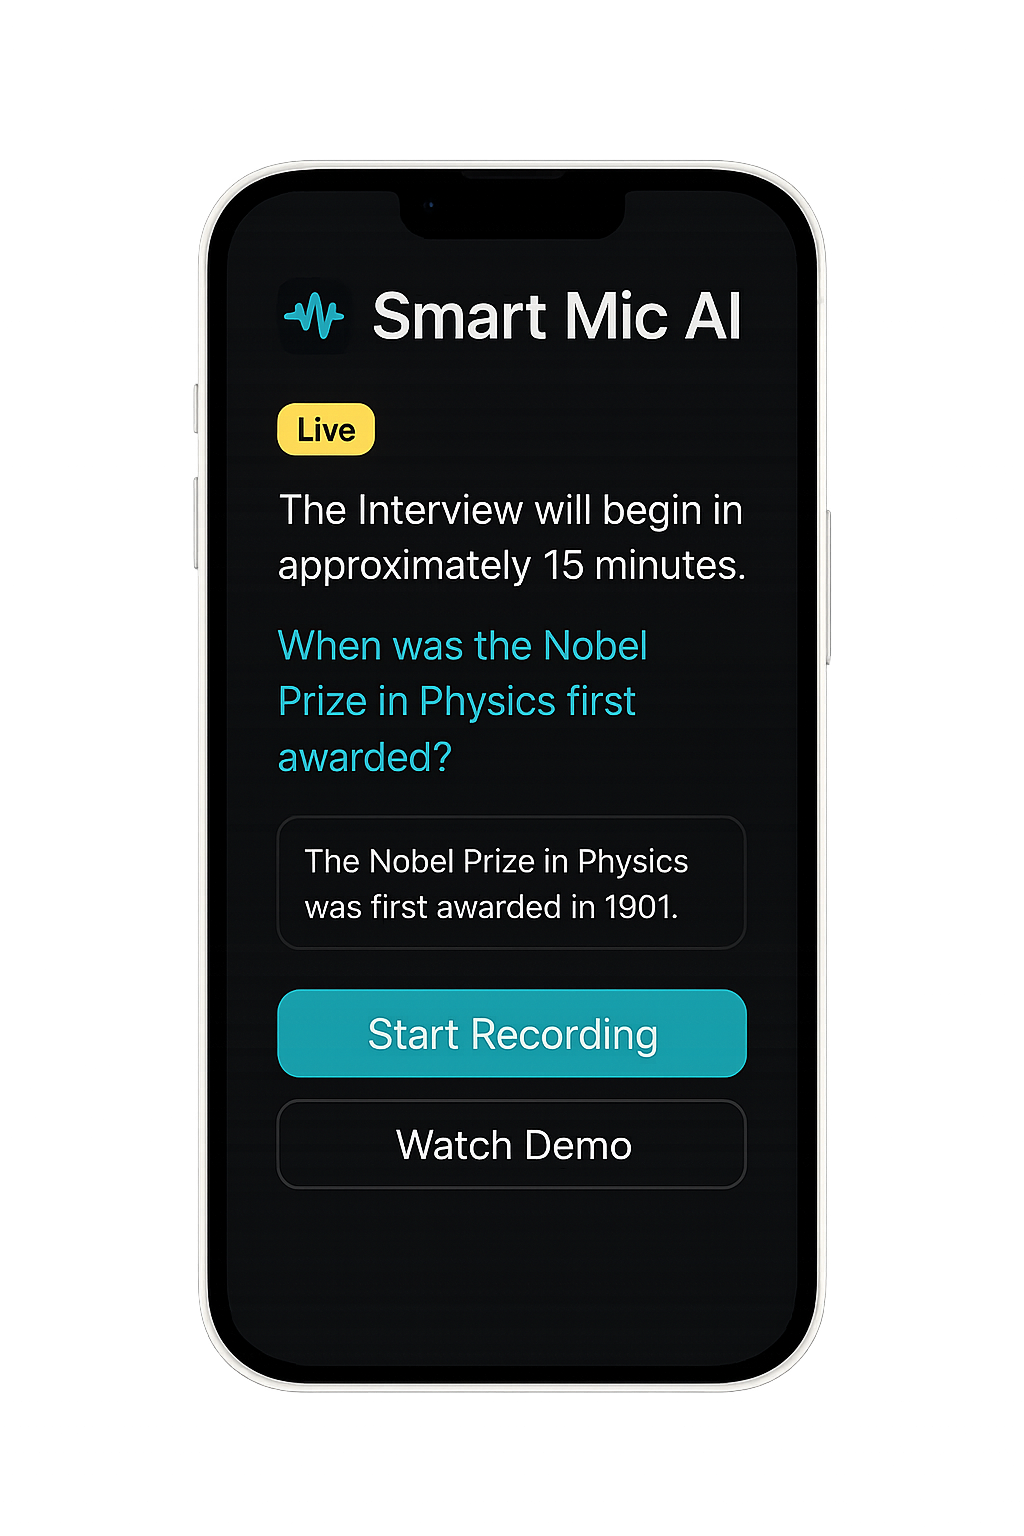 Smart Mic AI
Live
The Interview will begin in
approximately 15 minutes.
When was the Nobel
Prize in Physics first
awarded?
The Nobel Prize in Physics
was first awarded in 1901.
Start Recording
Watch Demo